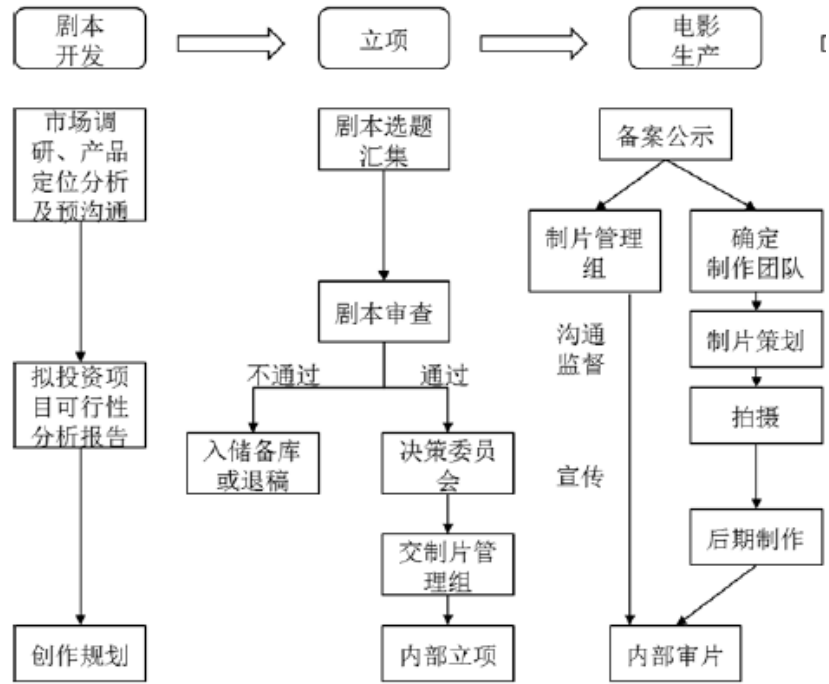 剧本
开发
立项
电影
生产
市场调
研、产品
定位分析
及预沟通
拟投资项
目可行性
分析报告
创作规划
剧本选题
汇集
剧本审查
不通过
通过
入储备库
或退稿
决策委员
会
交制片管
理组
内部立项
备案公示
制片管理
组
确定
制作团队
沟通
监督
制片策划
拍摄
宣传
后期制作
内部审片